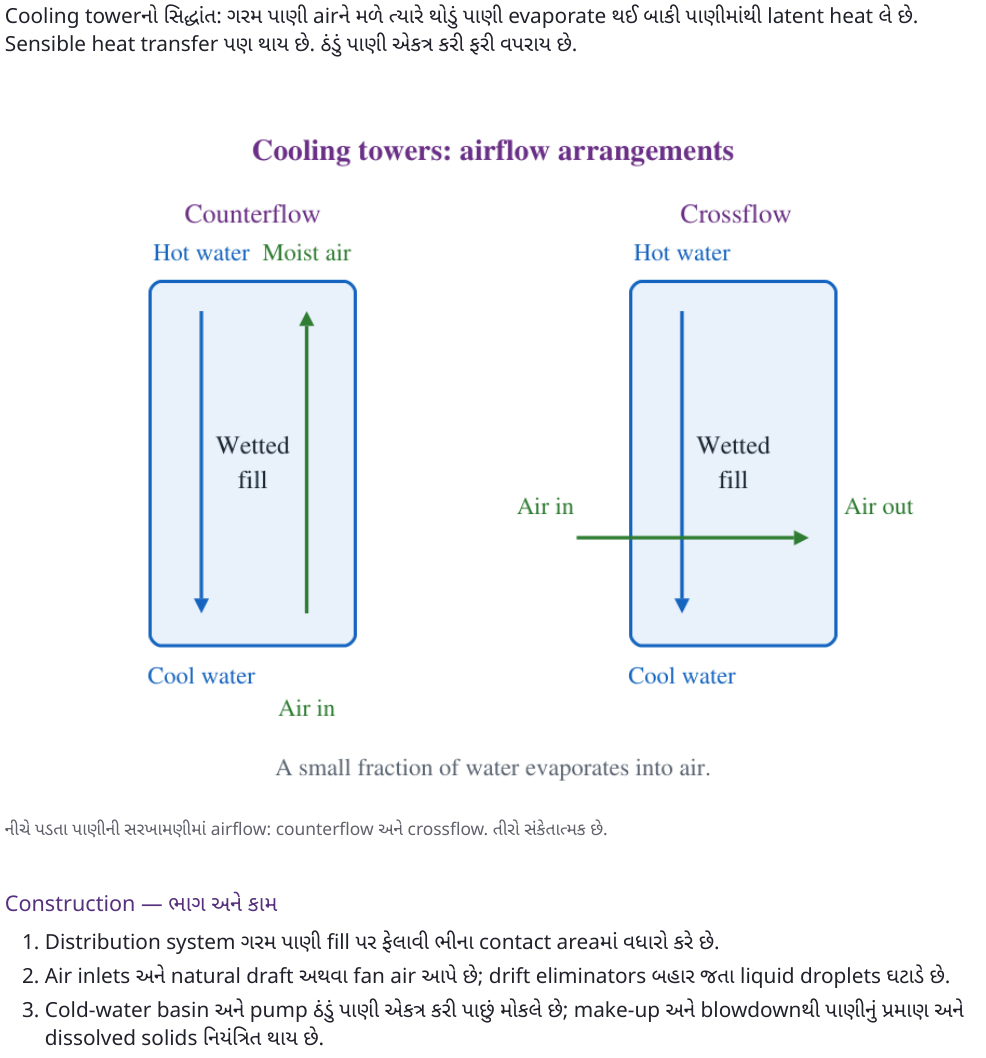 Cooling towerનો સિદ્ધાંત: ગરમ પાણી airને મળે ત્યારે થોડું પાણી evaporate થઈ બાકી પાણીમાંથી latent heat લે છે.
Sensible heat transfer પણ થાય છે. ઠંડું પાણી એકત્ર કરી ફરી વપરાય છે.
Cooling towers: airflow arrangements
Counterflow
Crossflow
Hot water Moist air
Hot water
Wetted
fill
Wetted
fill
Air in
Air out
Cool water
Cool water
Air in
A small fraction of water evaporates into air.
નીચે પડતા પાણીની સરખામણીમાં airflow: counterflow અને crossflow. તીરો સંકેતાત્મક છે.
Construction — ભાગ અને કામ
1. Distribution system ગરમ પાણી fill પર ફેલાવી ભીના contact areaમાં વધારો કરે છે.
2. Air inlets અને natural draft અથવા fan air આપે છે; drift eliminators બહાર જતા liquid droplets ઘટાડે છે.
3. Cold-water basin અને pump ઠંડું પાણી એકત્ર કરી પાછું મોકલે છે; make-up અને blowdownથી પાણીનું પ્રમાણ અને
dissolved solids નિયંત્રિત થાય છે.